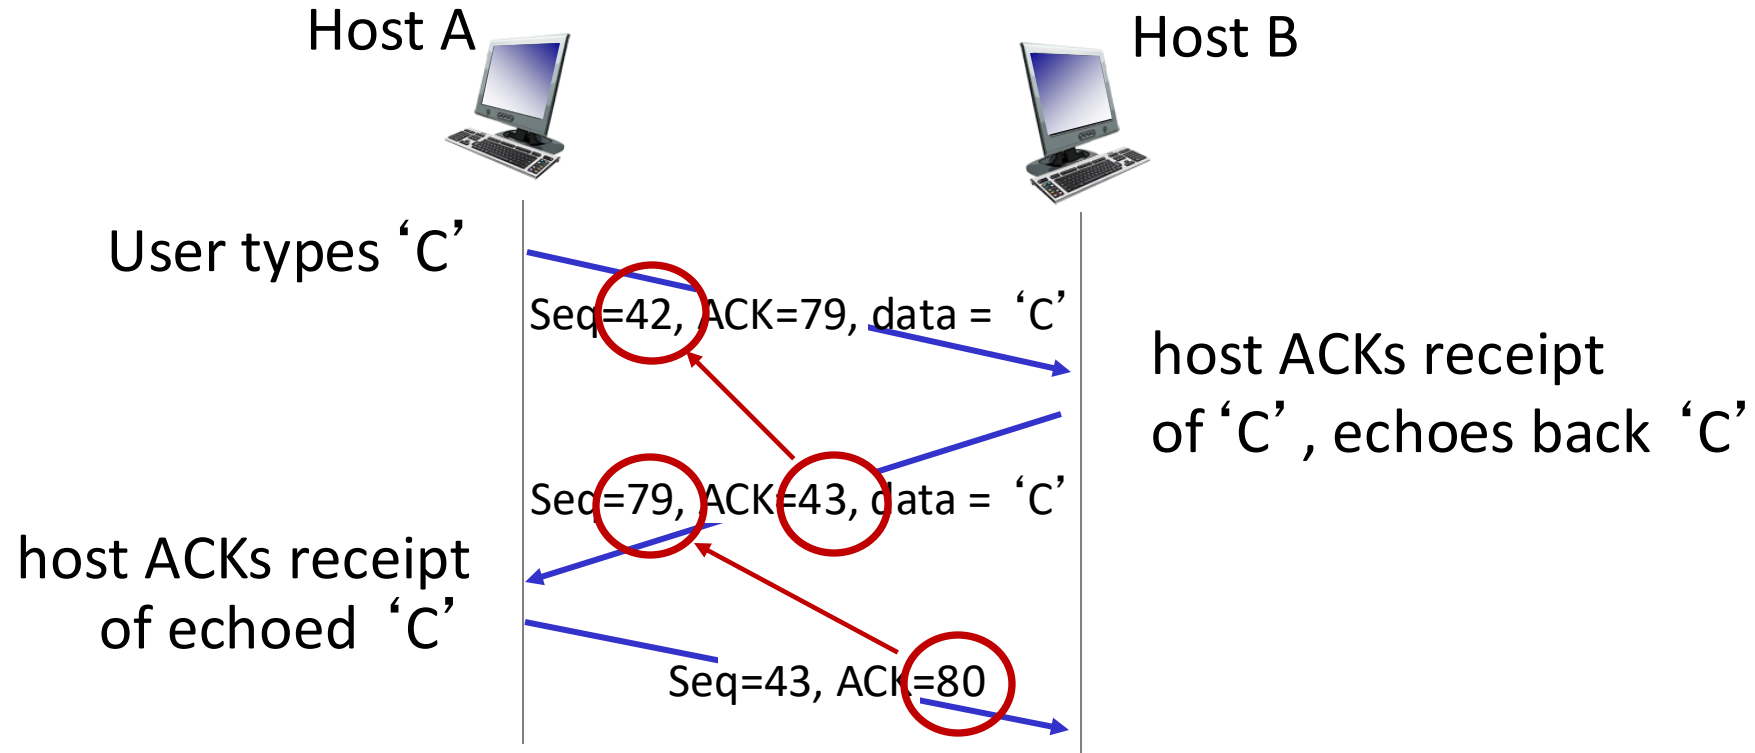 Host A
Host B
User types ‘C’
Seq=42, ACK=79, data = ‘C’
host ACKs receipt
of ‘C’, echoes back ‘C’
Seq=79, ACK=43, data = ‘C’
host ACKs receipt
of echoed ‘C’
Seq=43, ACK=80